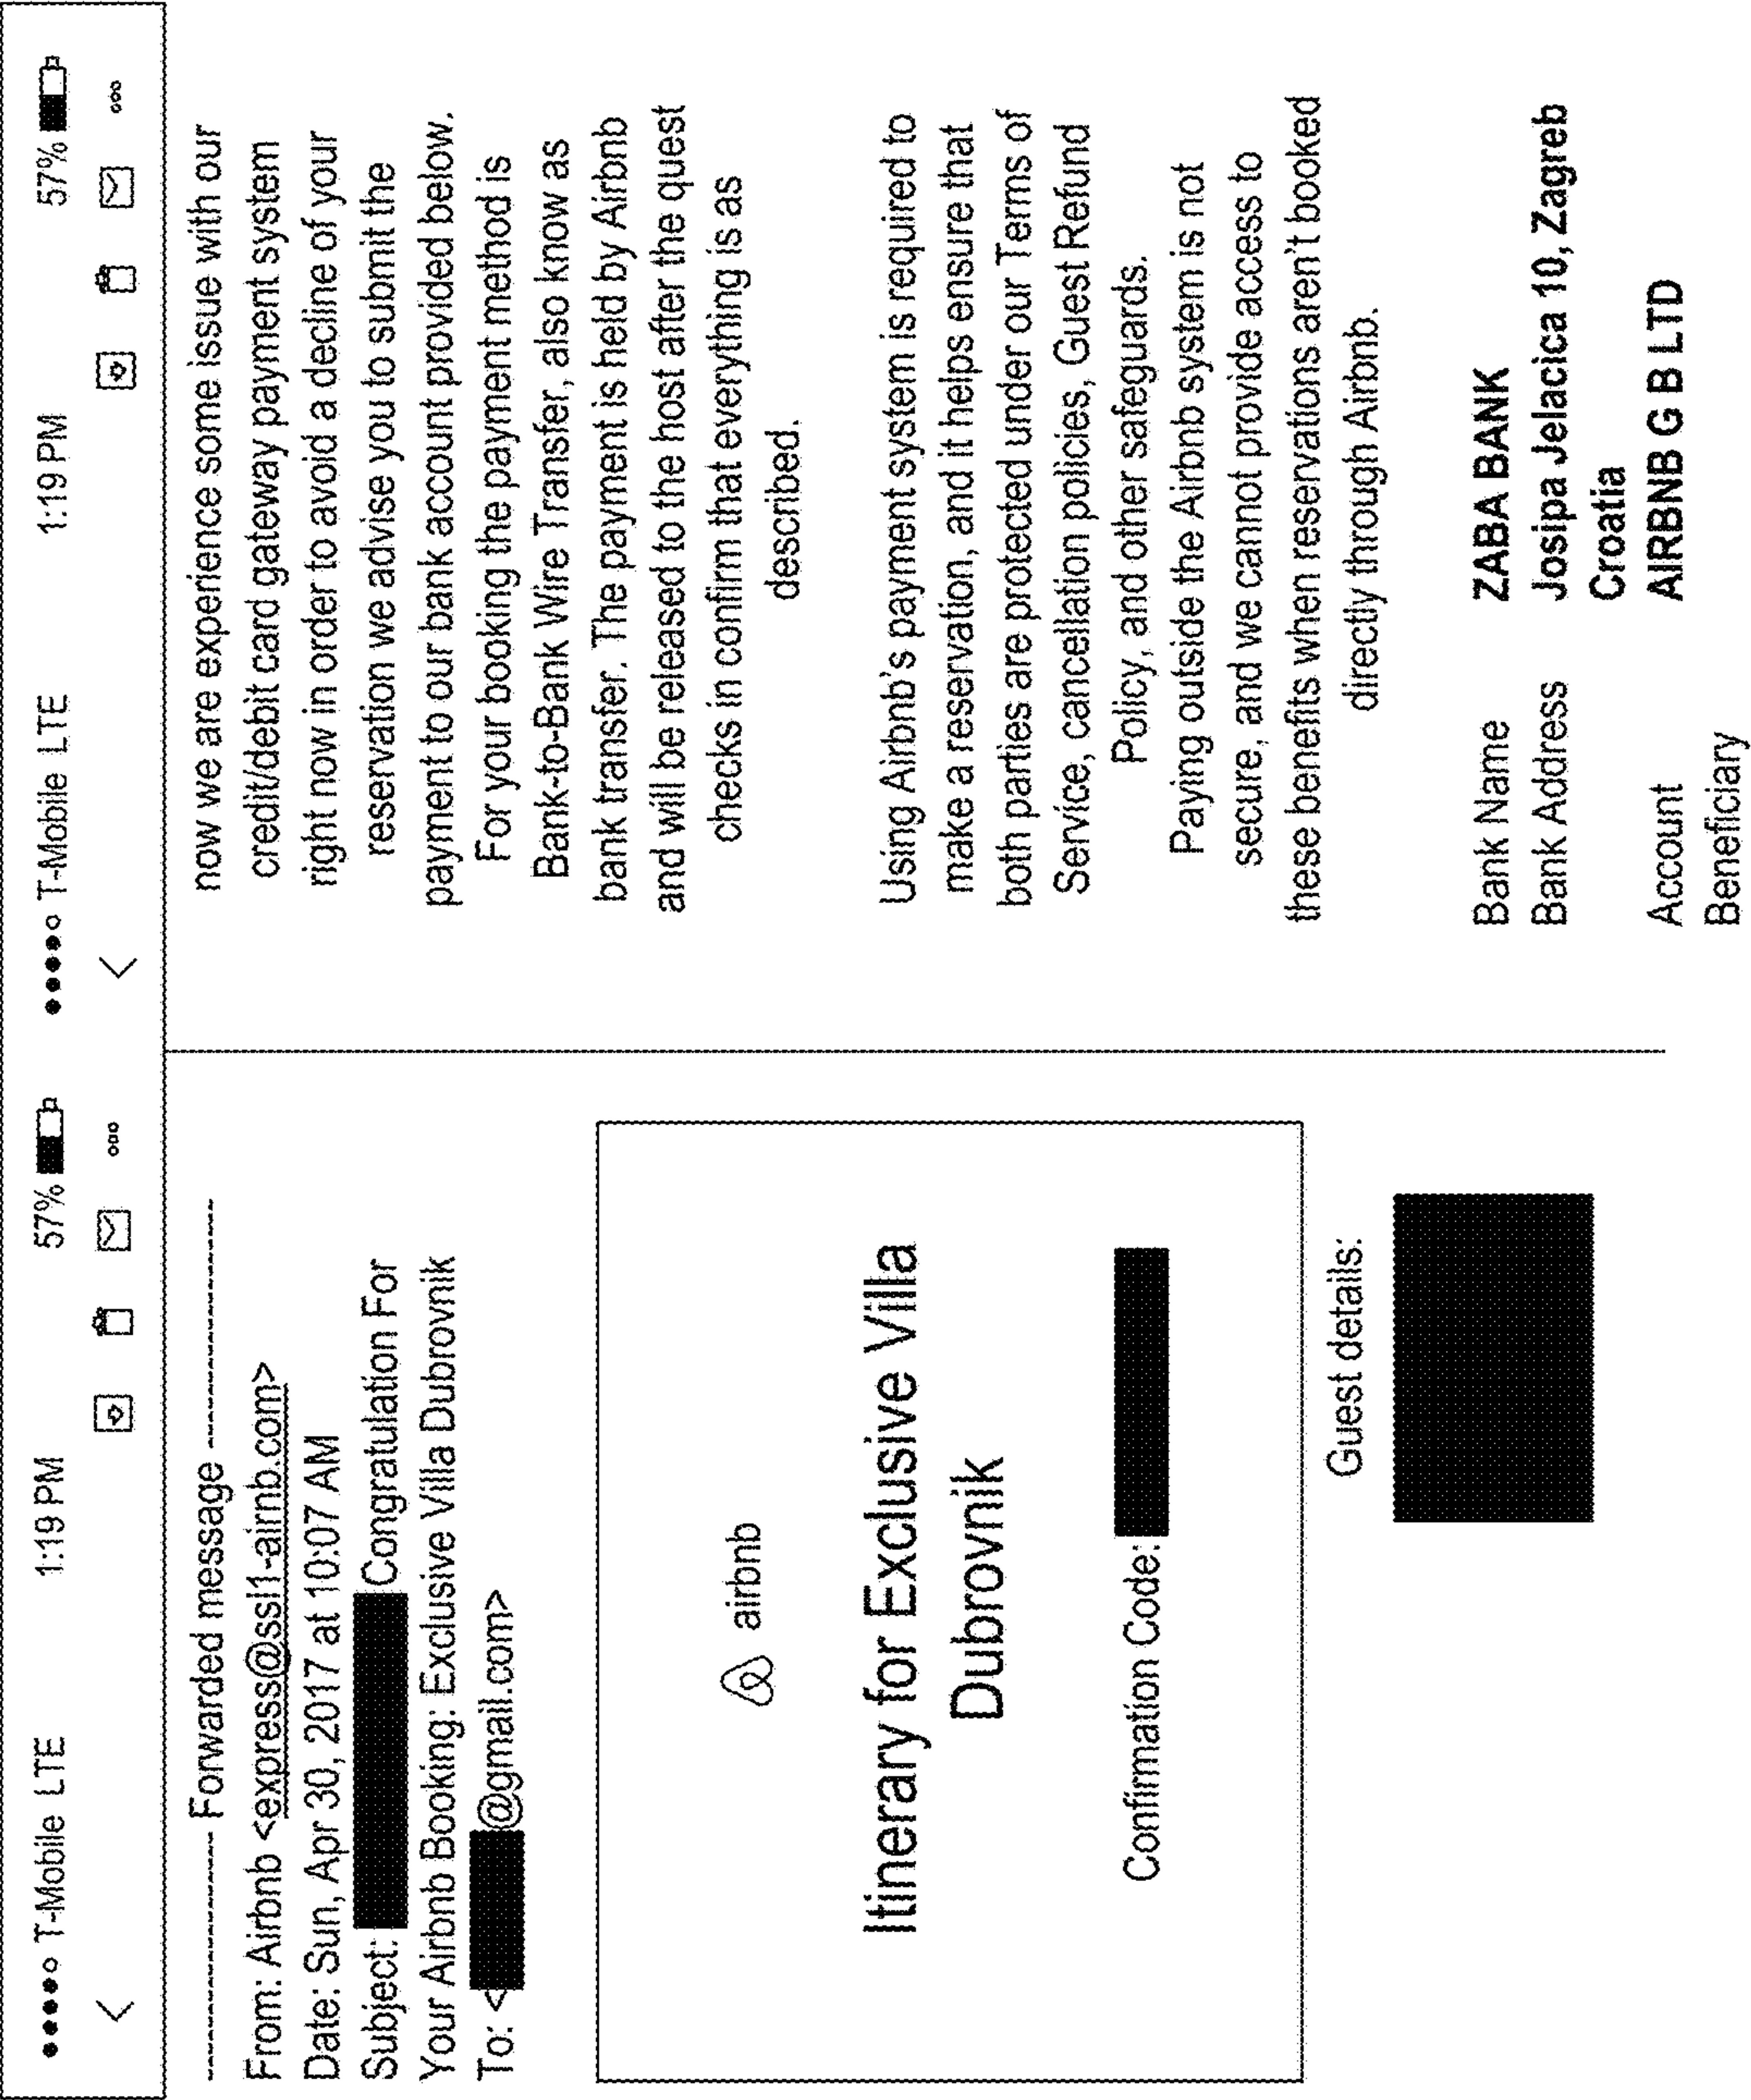 ●●●●○ T-Mobile LTE 1:19 PM 57%
---------- Forwarded message ----------
From: Airbnb <express@ssl1-airnb.com>
Date: Sun, Apr 30, 2017 at 10:07 AM
Subject: Congratulation For
Your Airbnb Booking: Exclusive Villa Dubrovnik
To: < @gmail.com>
airbnb
Itinerary for Exclusive Villa
Dubrovnik
Confirmation Code:
Guest details:
●●●●○ T-Mobile LTE 1:19 PM 57%
now we are experience some issue with our
credit/debit card gateway payment system
right now in order to avoid a decline of your
reservation we advise you to submit the
payment to our bank account provided below.
For your booking the payment method is
Bank-to-Bank Wire Transfer, also know as
bank transfer. The payment is held by Airbnb
and will be released to the host after the quest
checks in confirm that everything is as
described.
Using Airbnb's payment system is required to
make a reservation, and it helps ensure that
both parties are protected under our Terms of
Service, cancellation policies, Guest Refund
Policy, and other safeguards.
Paying outside the Airbnb system is not
secure, and we cannot provide access to
these benefits when reservations aren't booked
directly through Airbnb.
Bank Name ZABA BANK
Bank Address Josipa Jelacica 10, Zagreb
Croatia
Account AIRBNB G B LTD
Beneficiary